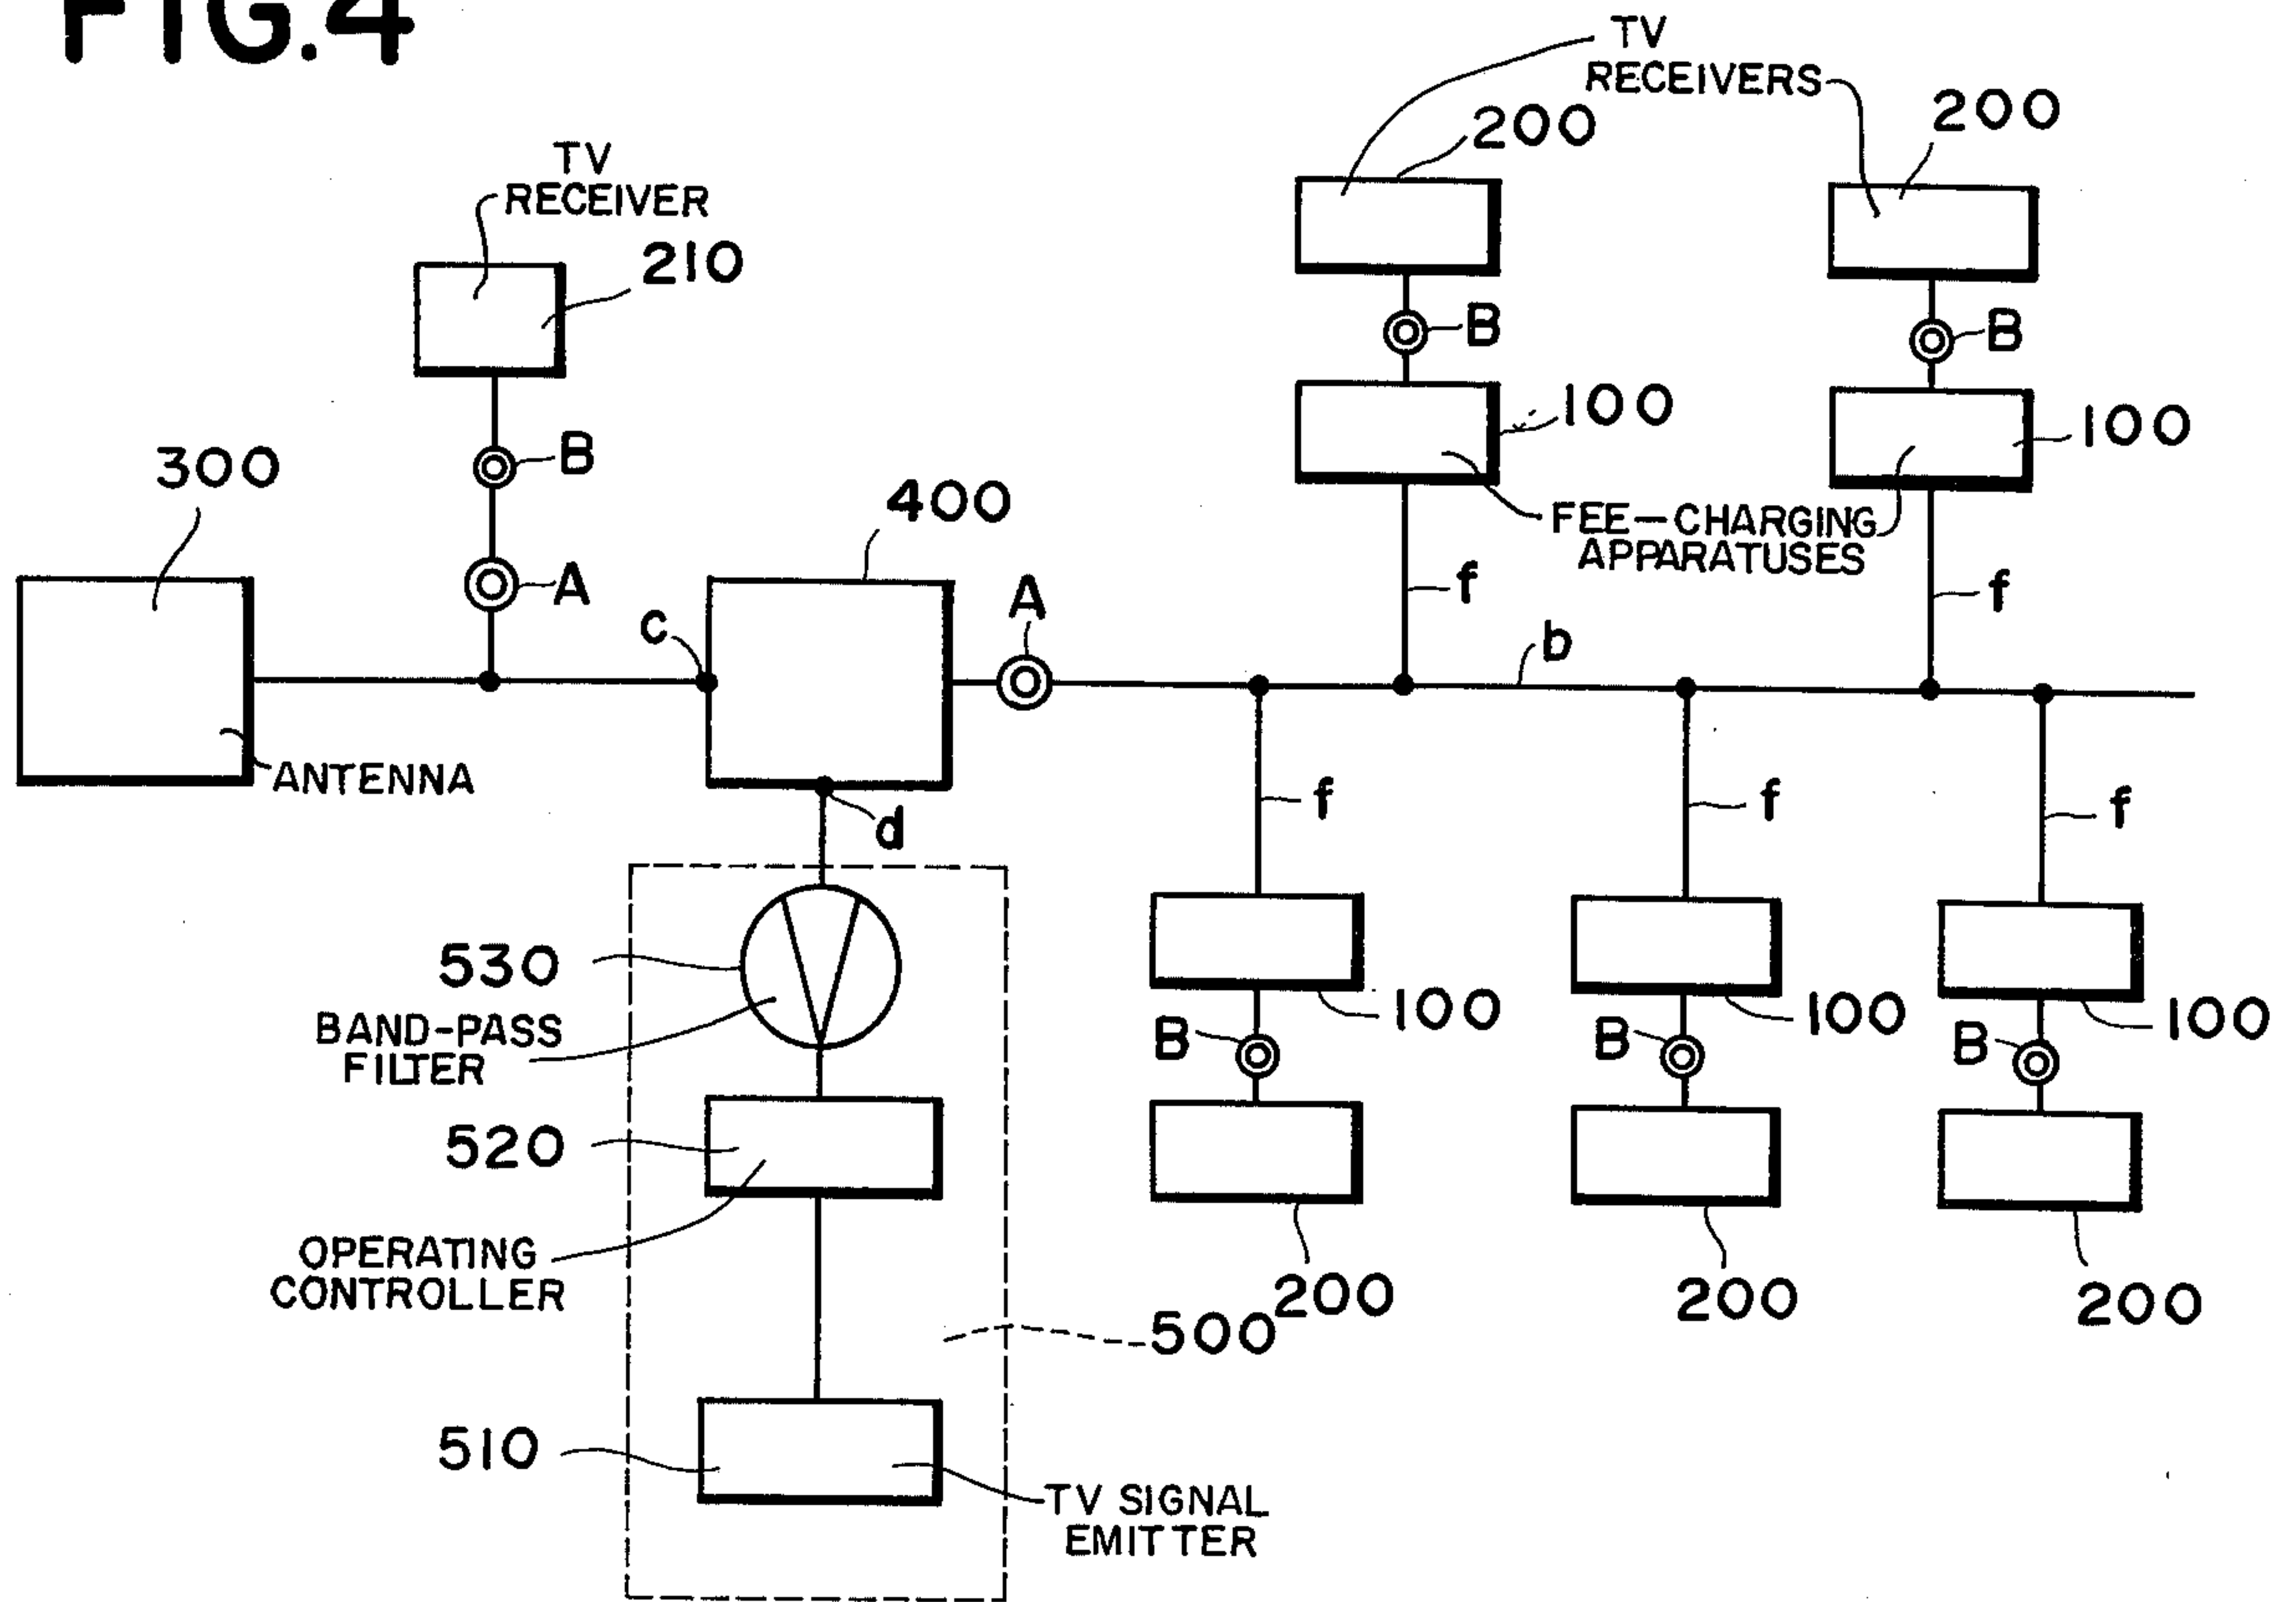 FIG.4
TV
RECEIVERS
200
200
TV
RECEIVER
210
B
B
B
100
100
300
400
FEE-CHARGING
APPARATUSES
A
A
c
f
f
b
ANTENNA
d
f
f
f
530
BAND-PASS
FILTER
100
100
100
B
B
B
520
OPERATING
CONTROLLER
200
200
200
500
510
TV SIGNAL
EMITTER